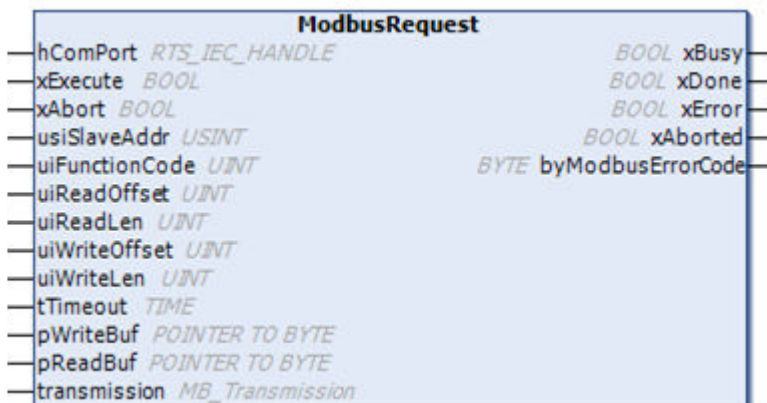 ModbusRequest
hComPort RTS_IEC_HANDLE BOOL xBusy
xExecute BOOL BOOL xDone
xAbort BOOL BOOL xError
usiSlaveAddr USINT BOOL xAborted
uiFunctionCode UINT BYTE byModbusErrorCode
uiReadOffset UINT
uiReadLen UINT
uiWriteOffset UINT
uiWriteLen UINT
tTimeout TIME
pWriteBuf POINTER TO BYTE
pReadBuf POINTER TO BYTE
transmission MB_Transmission